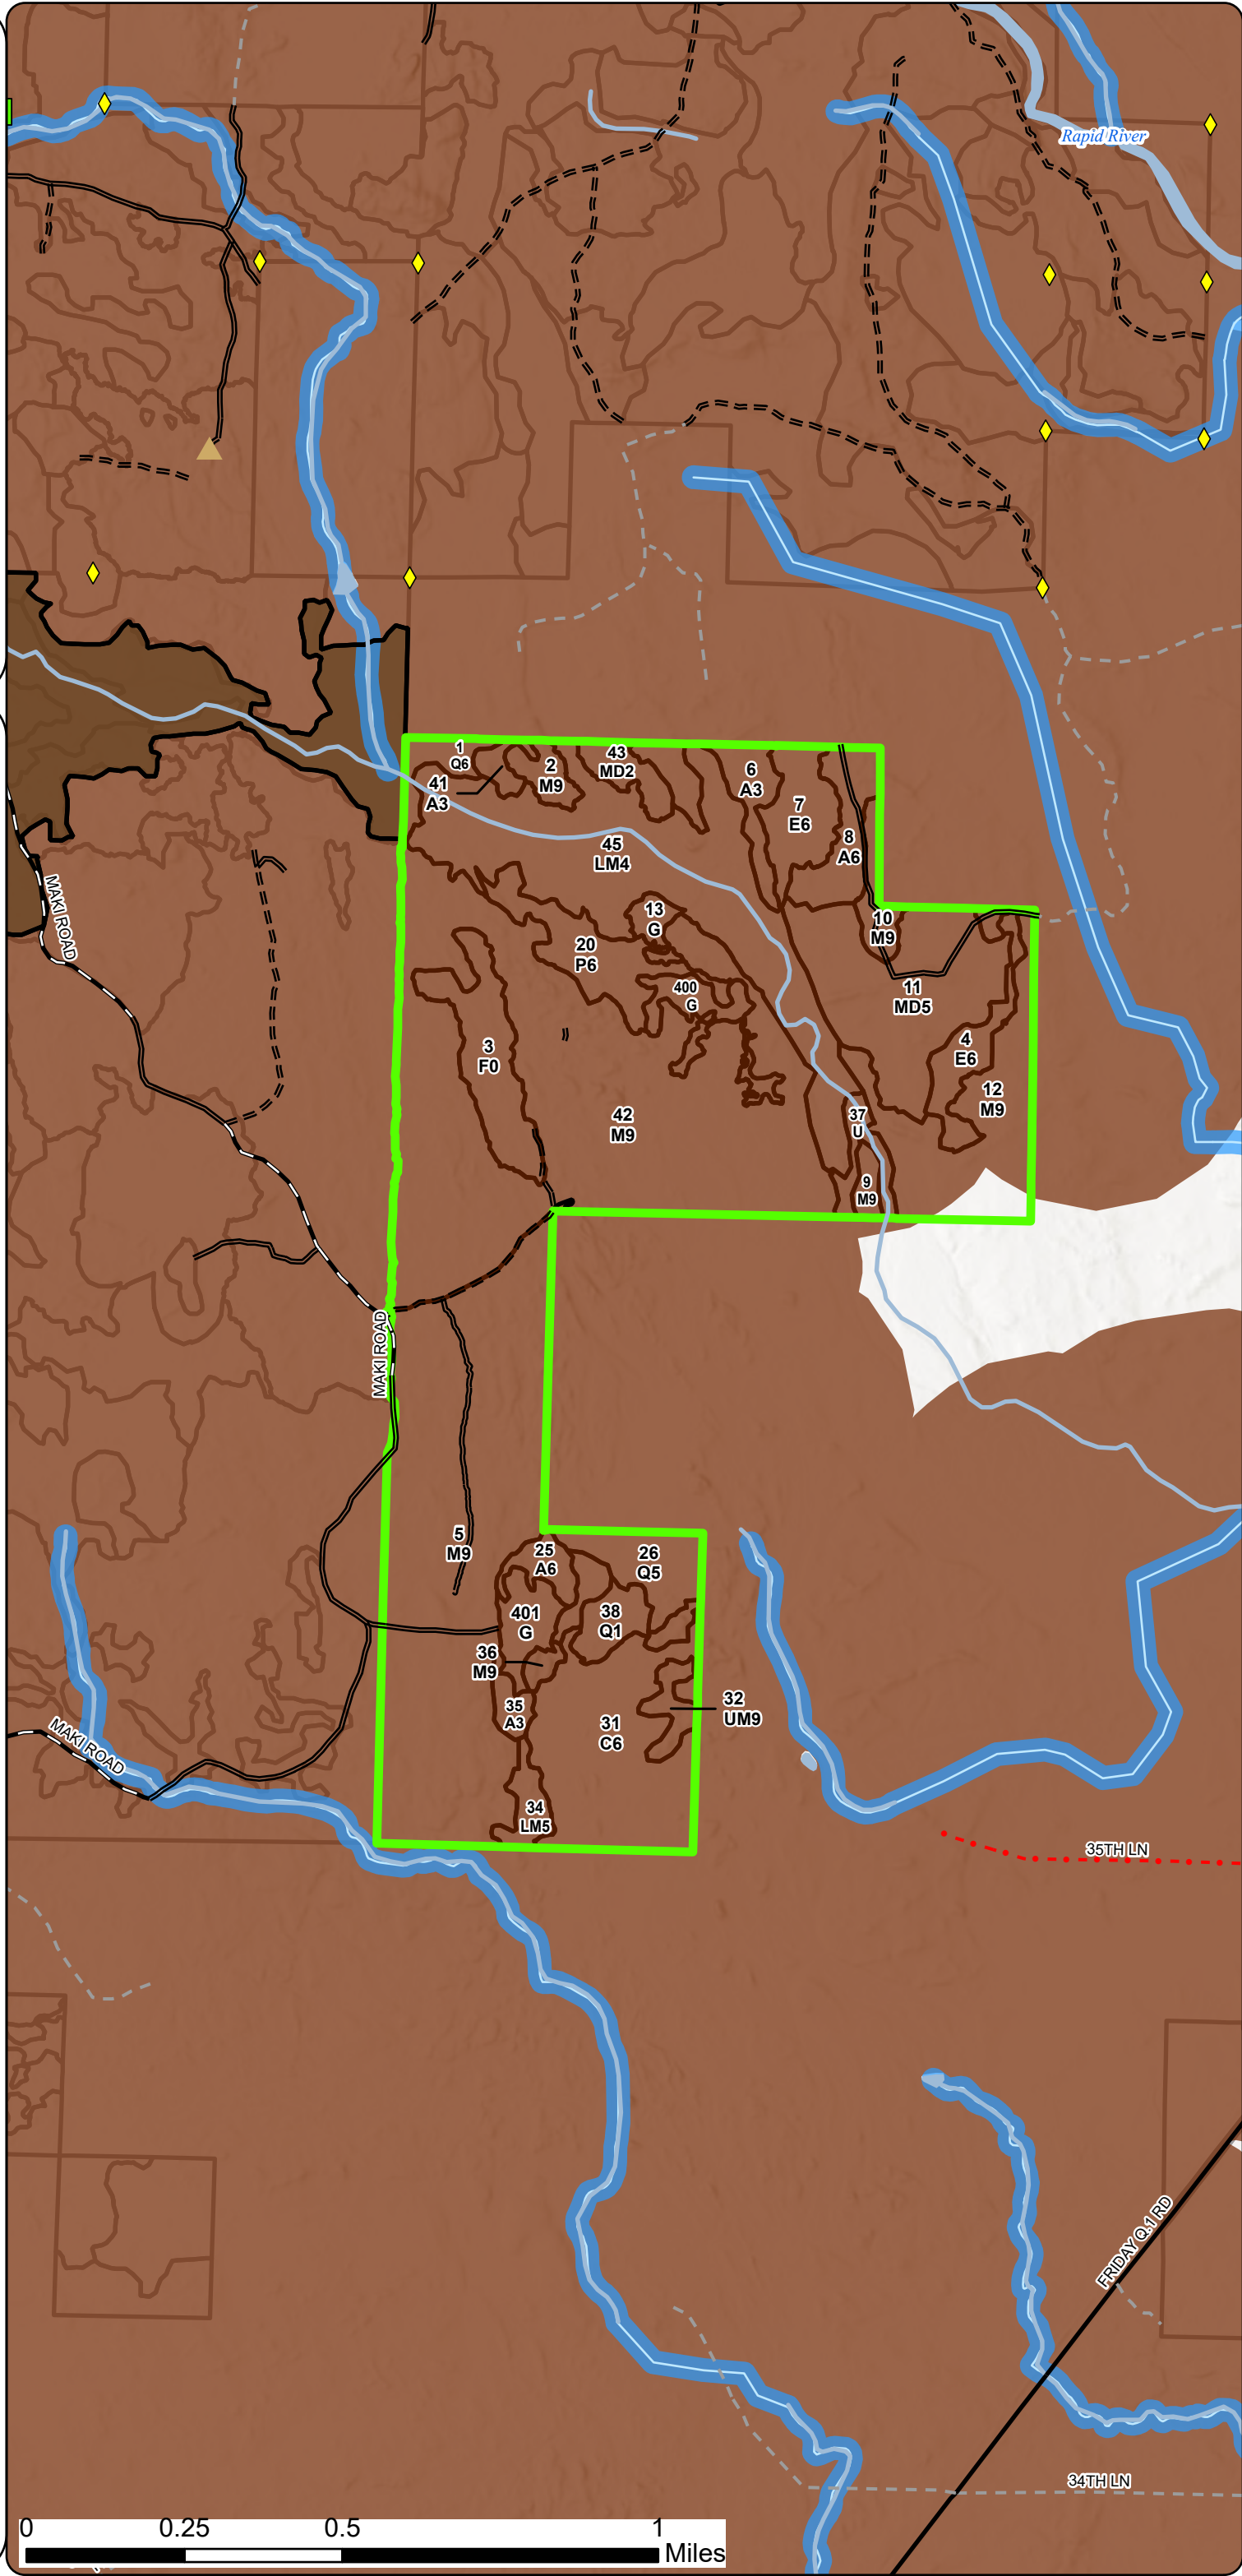 Rapid River
1
Q6
41
A3
2
M9
43
MD2
6
A3
7
E6
8
A6
45
LM4
MAKI ROAD
13
G
10
M9
20
P6
400
G
11
MD5
3
F0
4
E6
12
M9
42
M9
37
U
9
M9
MAKI ROAD
5
M9
25
A6
26
Q5
401
G
38
Q1
36
M9
35
A3
31
C6
32
UM9
MAKI ROAD
34
LM5
35TH LN
FRIDAY Q.1 RD
34TH LN
0 0.25 0.5 1
Miles